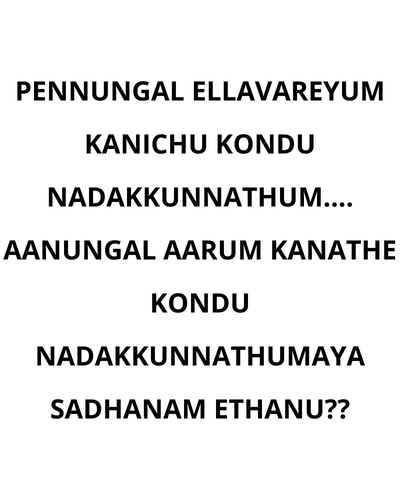 PENNUNGAL ELLAVAREYUM
KANICHU KONDU
NADAKKUNNATHUM....
AANUNGAL AARUM KANATHE
KONDU
NADAKKUNNATHUMAYA
SADHANAM ETHANU??